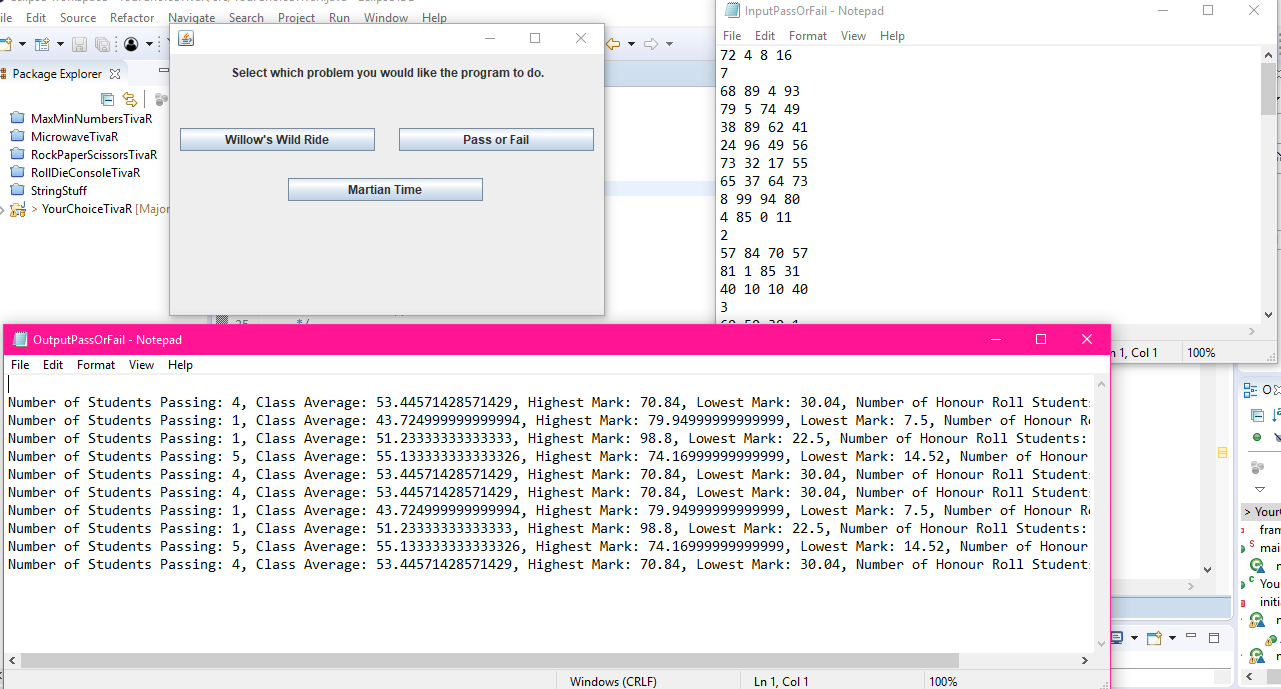 File Edit Source Refactor Navigate Search Project Run Window Help
Package Explorer
MaxMinNumbersTivaR
MicrowaveTivaR
RockPaperScissorsTivaR
RollDieConsoleTivaR
StringStuff
> YourChoiceTivaR [Major
Select which problem you would like the program to do.
Willow's Wild Ride
Pass or Fail
Martian Time
InputPassOrFail - Notepad
File Edit Format View Help
72 4 8 16
7
68 89 4 93
79 5 74 49
38 89 62 41
24 96 49 56
73 32 17 55
65 37 64 73
8 99 94 80
4 85 0 11
2
57 84 70 57
81 1 85 31
40 10 10 40
3
n 1, Col 1
100%
OutputPassOrFail - Notepad
File Edit Format View Help
Number of Students Passing: 4, Class Average: 53.44571428571429, Highest Mark: 70.84, Lowest Mark: 30.04, Number of Honour Roll Student
Number of Students Passing: 1, Class Average: 43.724999999999994, Highest Mark: 79.94999999999999, Lowest Mark: 7.5, Number of Honour R
Number of Students Passing: 1, Class Average: 51.23333333333333, Highest Mark: 98.8, Lowest Mark: 22.5, Number of Honour Roll Students:
Number of Students Passing: 5, Class Average: 55.133333333333326, Highest Mark: 74.16999999999999, Lowest Mark: 14.52, Number of Honour
Number of Students Passing: 4, Class Average: 53.44571428571429, Highest Mark: 70.84, Lowest Mark: 30.04, Number of Honour Roll Student
Number of Students Passing: 4, Class Average: 53.44571428571429, Highest Mark: 70.84, Lowest Mark: 30.04, Number of Honour Roll Student
Number of Students Passing: 1, Class Average: 43.724999999999994, Highest Mark: 79.94999999999999, Lowest Mark: 7.5, Number of Honour R
Number of Students Passing: 1, Class Average: 51.23333333333333, Highest Mark: 98.8, Lowest Mark: 22.5, Number of Honour Roll Students:
Number of Students Passing: 5, Class Average: 55.133333333333326, Highest Mark: 74.16999999999999, Lowest Mark: 14.52, Number of Honour
Number of Students Passing: 4, Class Average: 53.44571428571429, Highest Mark: 70.84, Lowest Mark: 30.04, Number of Honour Roll Student
Windows (CRLF)
Ln 1, Col 1
100%
> Your
fram
mai
You
initi